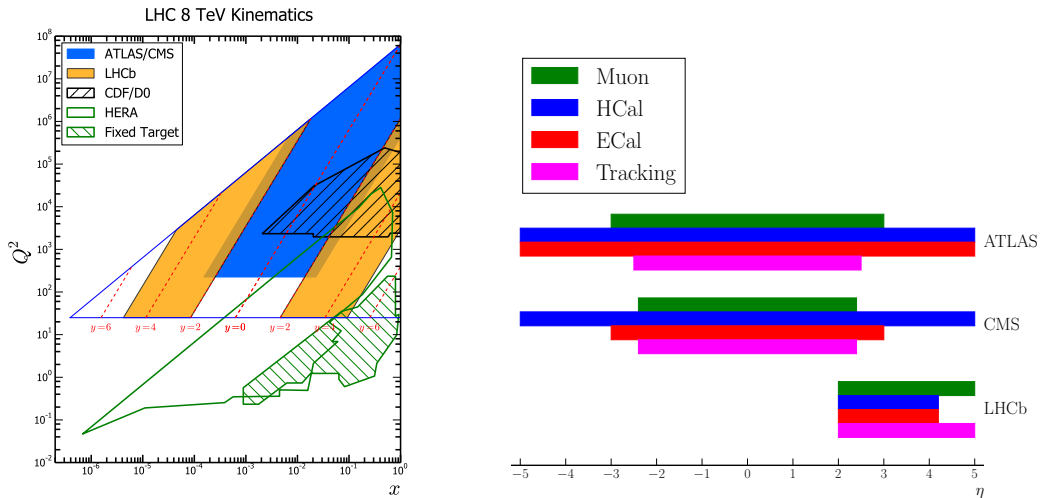 LHC 8 TeV Kinematics
ATLAS/CMS
LHCb
CDF/D0
HERA
Fixed Target
10^8
10^7
10^6
10^5
10^4
10^3
10^2
10^1
10^0
10^-1
10^-2
Q^2
y=6 y=4 y=2 y=0 y=2 y=4 y=6
10^-6 10^-5 10^-4 10^-3 10^-2 10^-1 10^0
x
Muon
HCal
ECal
Tracking
ATLAS
CMS
LHCb
−5 −4 −3 −2 −1 0 1 2 3 4 5
η